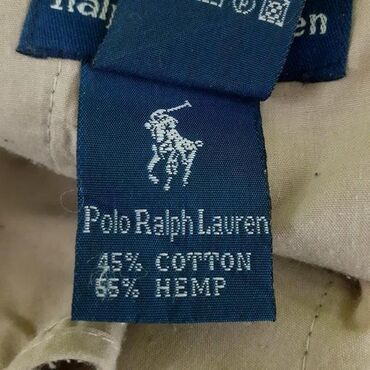 Polo Ralph Lauren
45% COTTON
55% HEMP